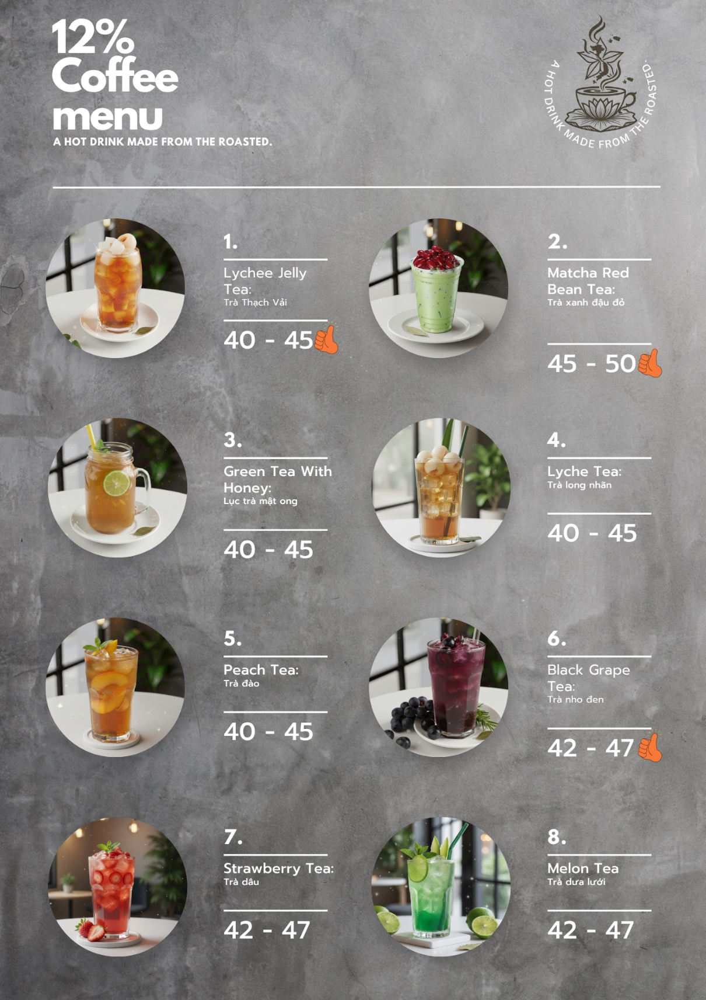 12%
Coffee
menu
A HOT DRINK MADE FROM THE ROASTED.
A HOT DRINK MADE FROM THE ROASTED.
1.
Lychee Jelly
Tea:
Trà Thạch Vải
40 - 45
2.
Matcha Red
Bean Tea:
Trà xanh đậu đỏ
45 - 50
3.
Green Tea With
Honey:
Lục trà mật ong
40 - 45
4.
Lyche Tea:
Trà long nhãn
40 - 45
5.
Peach Tea:
Trà đào
40 - 45
6.
Black Grape
Tea:
Trà nho đen
42 - 47
7.
Strawberry Tea:
Trà dâu
42 - 47
8.
Melon Tea
Trà dưa lưới
42 - 47